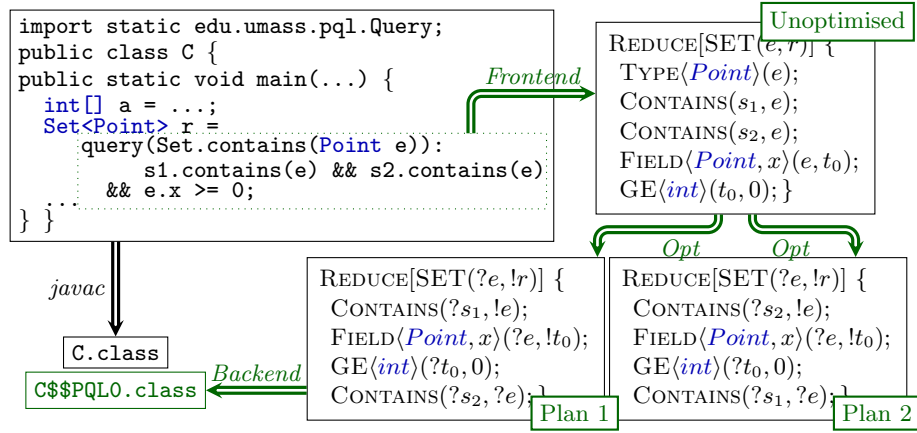 import static edu.umass.pql.Query;
public class C {
public static void main(...) {
int[] a = ...;
Set<Point> r =
query(Set.contains(Point e)):
s1.contains(e) && s2.contains(e)
&& e.x >= 0;
...
} }
Frontend
Unoptimised
REDUCE[SET(e, r)] {
TYPE⟨Point⟩(e);
CONTAINS(s₁, e);
CONTAINS(s₂, e);
FIELD⟨Point, x⟩(e, t₀);
GE⟨int⟩(t₀, 0); }
Opt
Opt
javac
C.class
C$$PQL0.class
Backend
REDUCE[SET(?e, !r)] {
CONTAINS(?s₁, !e);
FIELD⟨Point, x⟩(?e, !t₀);
GE⟨int⟩(?t₀, 0);
CONTAINS(?s₂, ?e); }
Plan 1
REDUCE[SET(?e, !r)] {
CONTAINS(?s₂, !e);
FIELD⟨Point, x⟩(?e, !t₀);
GE⟨int⟩(?t₀, 0);
CONTAINS(?s₁, ?e); }
Plan 2